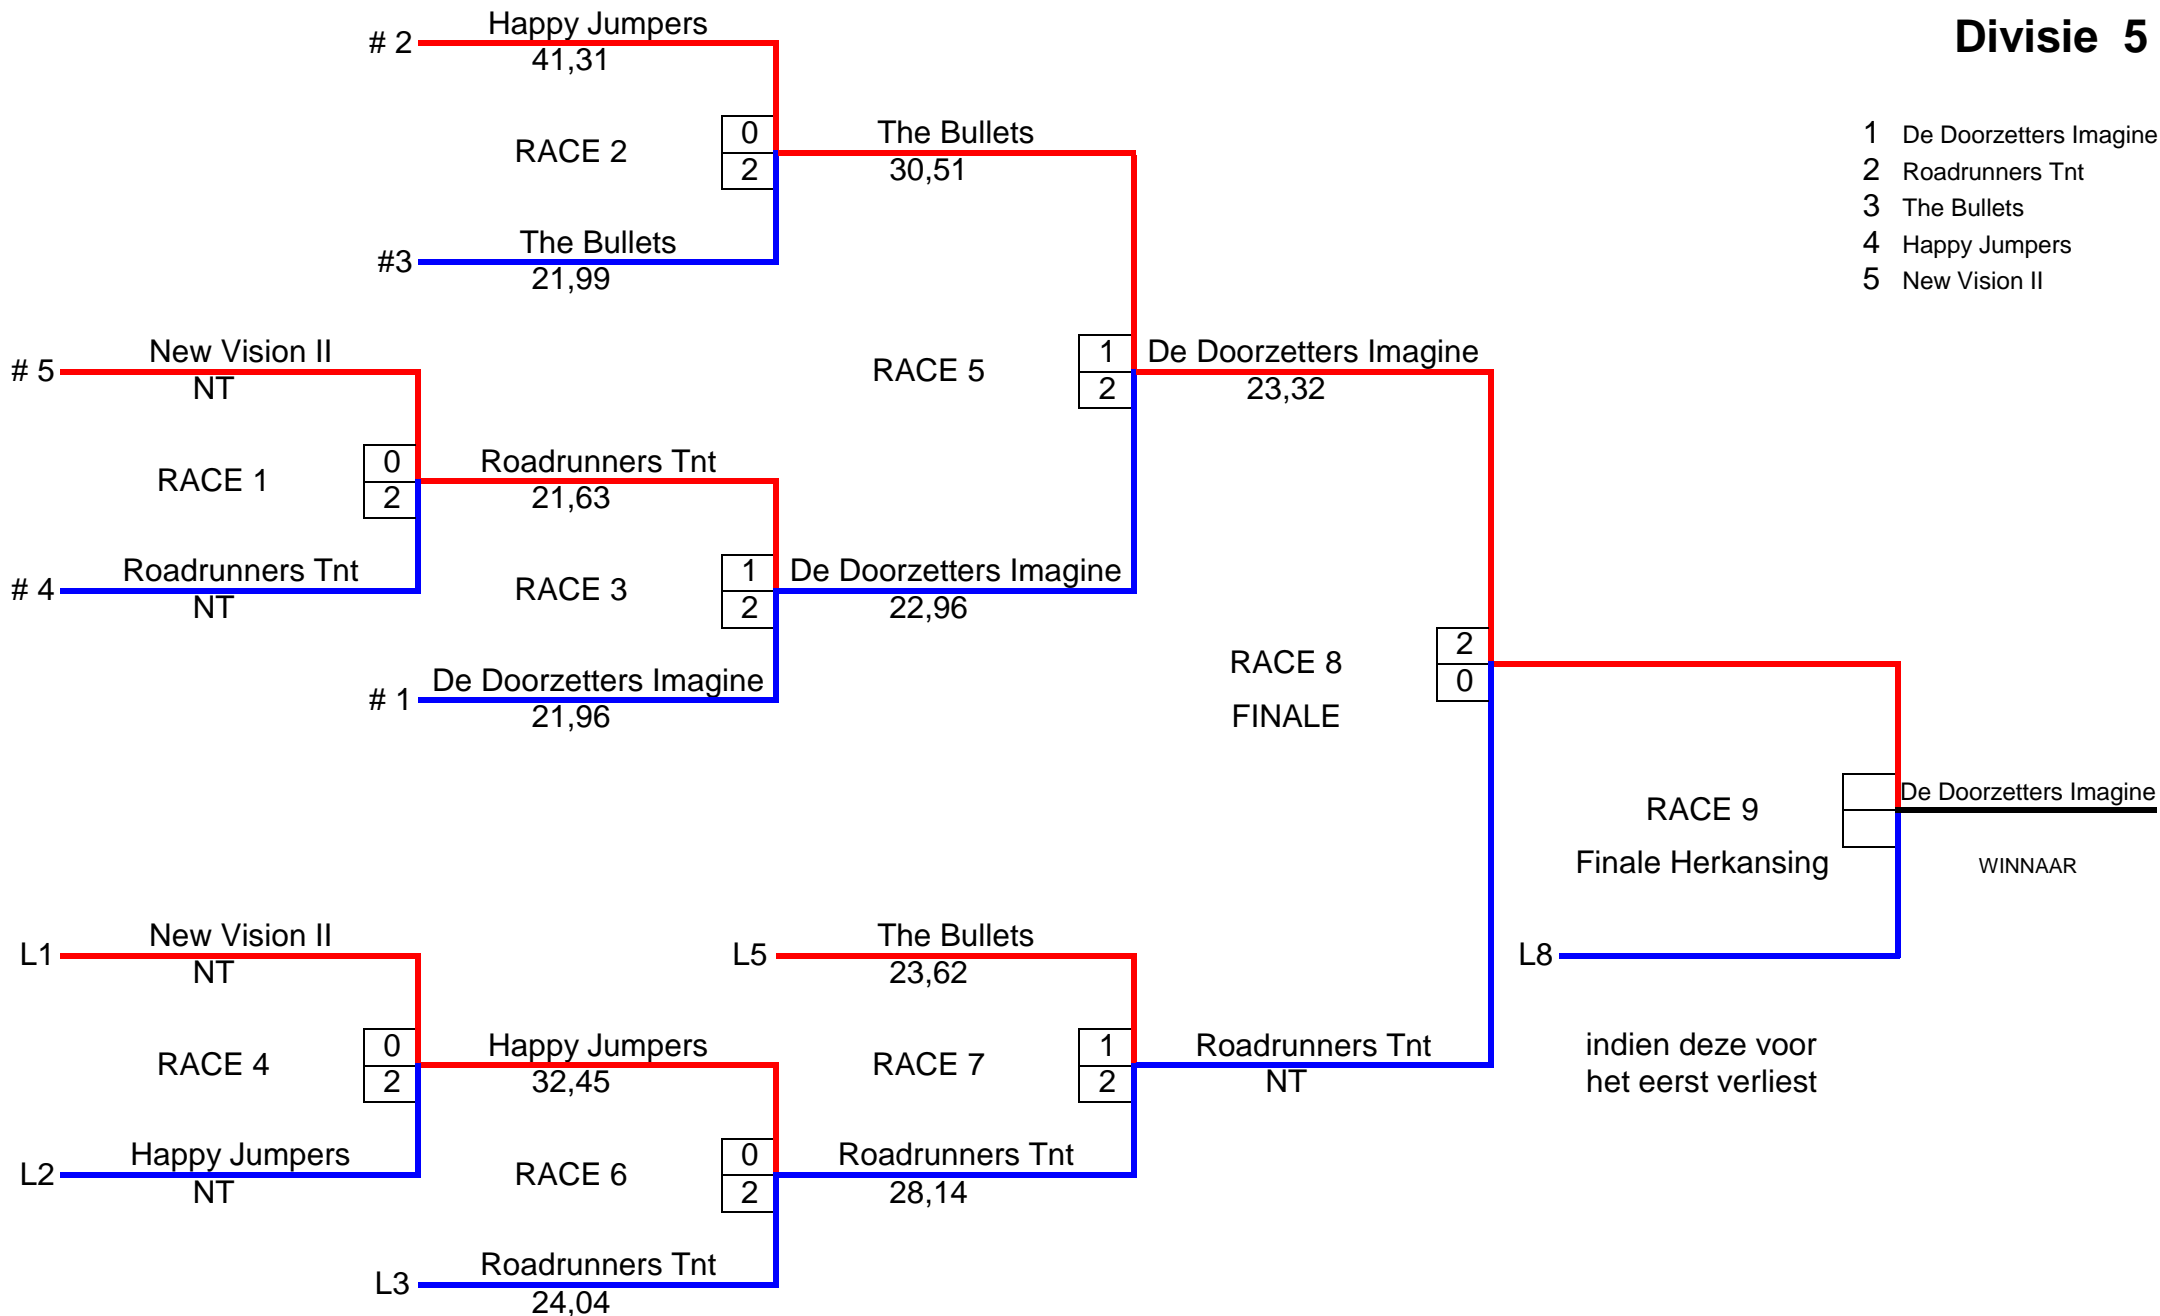 Divisie 5
1 De Doorzetters Imagine
2 Roadrunners Tnt
3 The Bullets
4 Happy Jumpers
5 New Vision II
# 2 Happy Jumpers
41,31
RACE 2
0
2
#3 The Bullets
21,99
The Bullets
30,51
# 5 New Vision II
NT
RACE 1
0
2
# 4 Roadrunners Tnt
NT
Roadrunners Tnt
21,63
RACE 3
1
2
# 1 De Doorzetters Imagine
21,96
De Doorzetters Imagine
22,96
RACE 5
1
2
De Doorzetters Imagine
23,32
RACE 8
FINALE
2
0
L1 New Vision II
NT
RACE 4
0
2
L2 Happy Jumpers
NT
Happy Jumpers
32,45
RACE 6
0
2
L3 Roadrunners Tnt
24,04
L5 The Bullets
23,62
RACE 7
1
2
Roadrunners Tnt
28,14
Roadrunners Tnt
NT
RACE 9
Finale Herkansing
De Doorzetters Imagine
WINNAAR
L8
indien deze voor
het eerst verliest